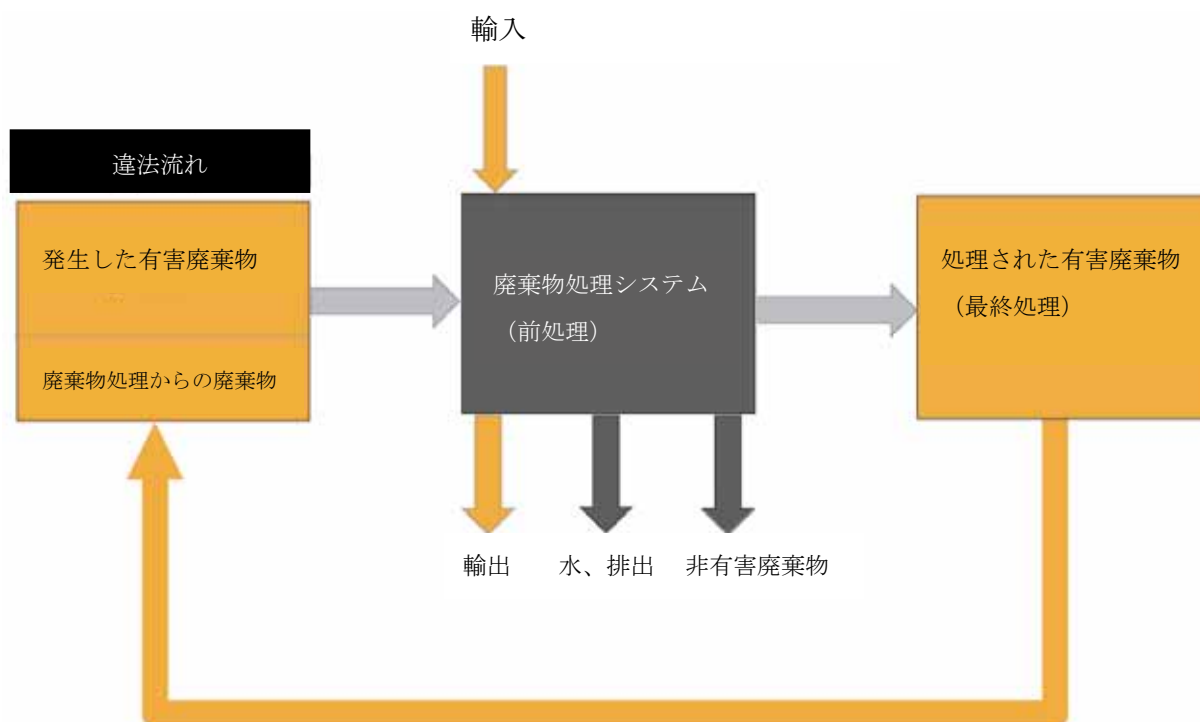 輸入
違法流れ
発生した有害廃棄物
廃棄物処理からの廃棄物
廃棄物処理システム
（前処理）
処理された有害廃棄物
（最終処理）
輸出
水、排出
非有害廃棄物